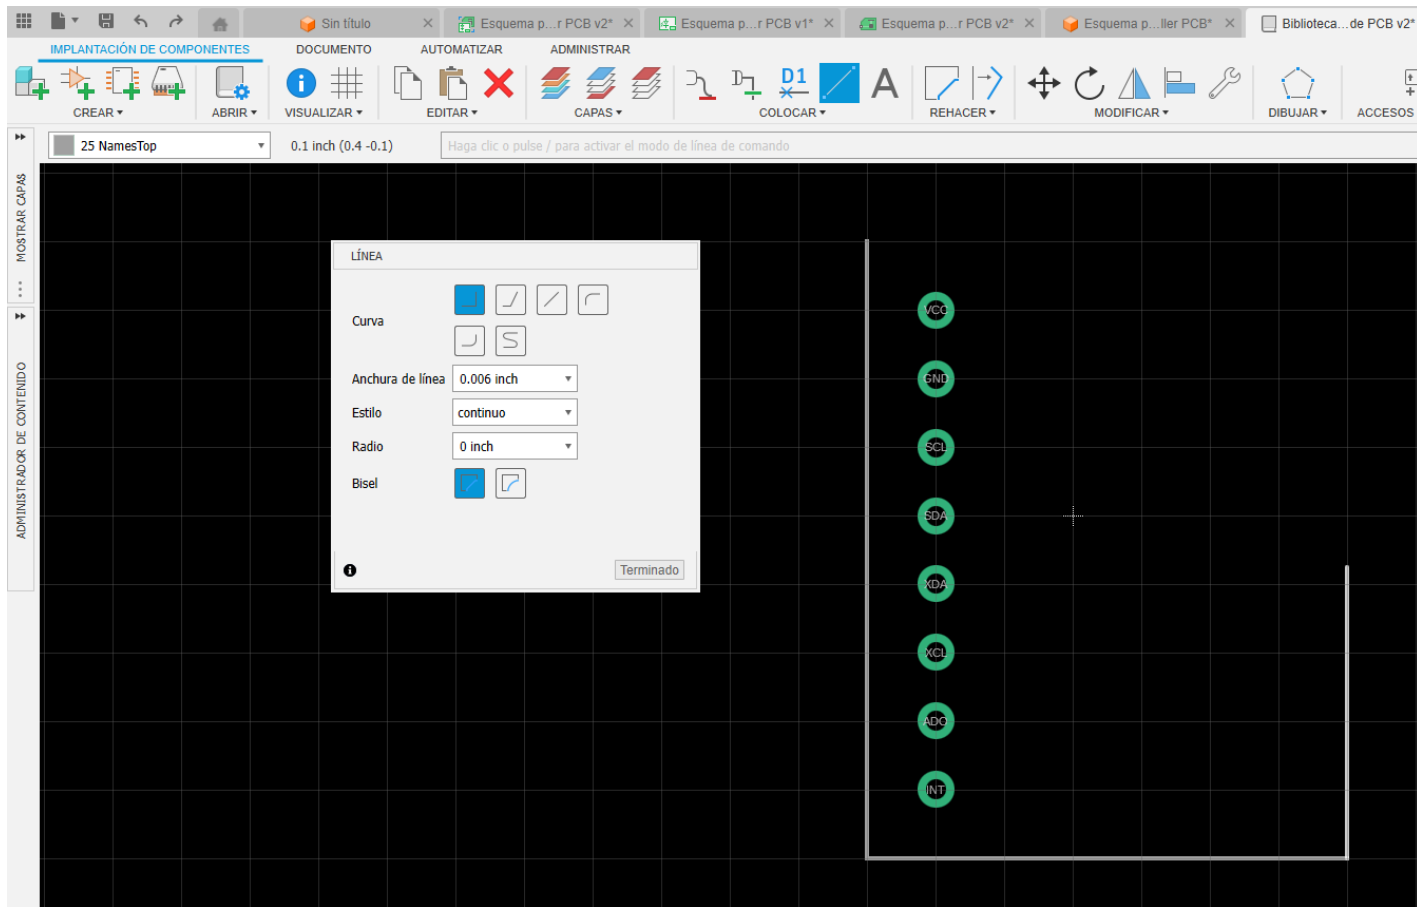 Sin título
Esquema p...r PCB v2*
Esquema p...r PCB v1*
Esquema p...r PCB v2*
Esquema p...ller PCB*
Biblioteca...de PCB v2*
IMPLANTACIÓN DE COMPONENTES
DOCUMENTO
AUTOMATIZAR
ADMINISTRAR
D1
A
CREAR
ABRIR
VISUALIZAR
EDITAR
CAPAS
COLOCAR
REHACER
MODIFICAR
DIBUJAR
ACCESOS
25 NamesTop
0.1 inch (0.4 -0.1)
Haga clic o pulse / para activar el modo de línea de comando
MOSTRAR CAPAS
ADMINISTRADOR DE CONTENIDO
LÍNEA
Curva
Anchura de línea
0.006 inch
Estilo
continuo
Radio
0 inch
Bisel
Terminado
VCC
GND
SCL
SDA
XDA
XCL
ADO
INT